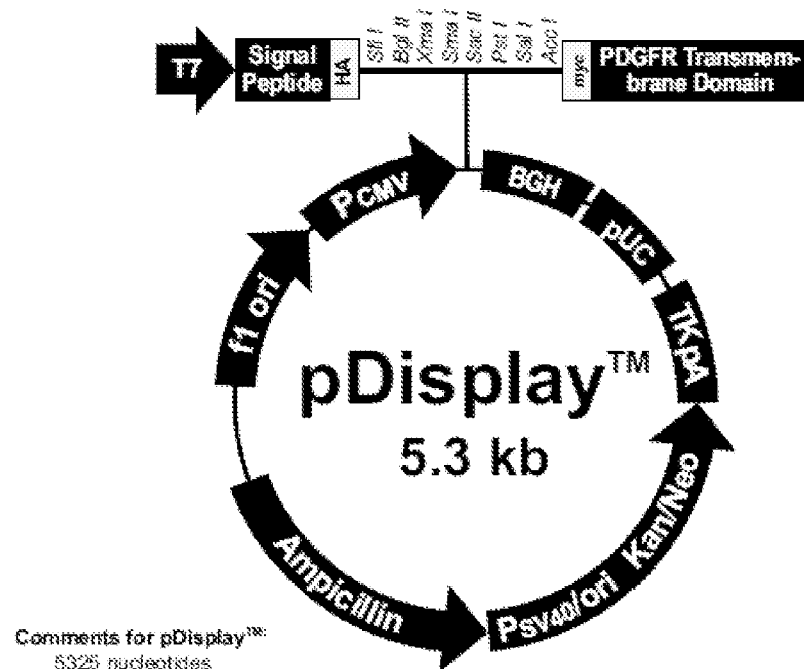 Sfi I
Bgl II
Xma I
Sma I
Sac II
Pst I
Sal I
Acc I
T7
Signal
Peptide
HA
myc
PDGFR Transmem-
brane Domain
PCMV
BGH
pUC
TKpA
f1 ori
pDisplay™
5.3 kb
Ampicillin
PSV40/ori Kan/Neo
Comments for pDisplay™:
5325 nucleotides